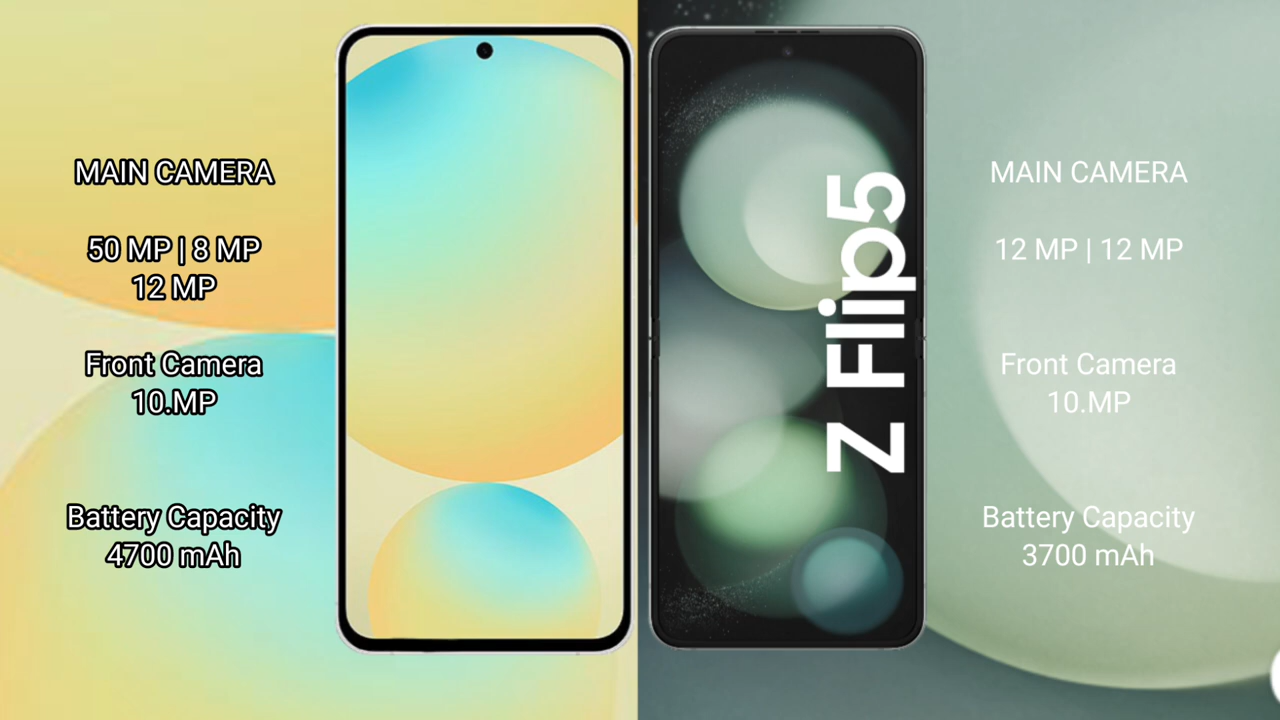 MAIN CAMERA
50 MP | 8 MP
12 MP
Front Camera
10.MP
Battery Capacity
4700 mAh
Z Flip5
MAIN CAMERA
12 MP | 12 MP
Front Camera
10.MP
Battery Capacity
3700 mAh